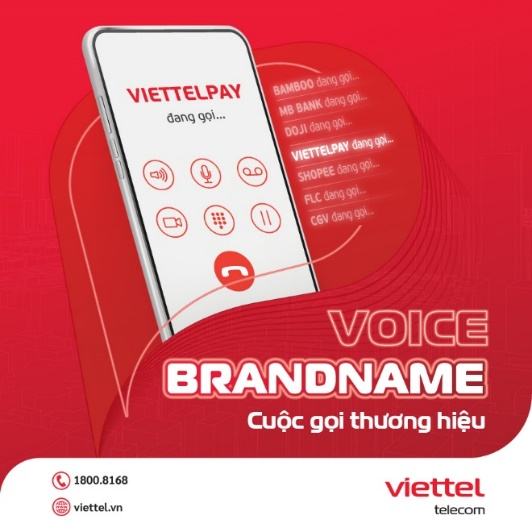 VIETTELPAY
đang gọi...
BAMBOO đang gọi...
MB BANK đang gọi...
DOJI đang gọi...
VIETTELPAY đang gọi...
SHOPEE đang gọi...
FLC đang gọi...
CGV đang gọi...
VOICE
BRANDNAME
Cuộc gọi thương hiệu
1800.8168
viettel.vn
viettel
telecom